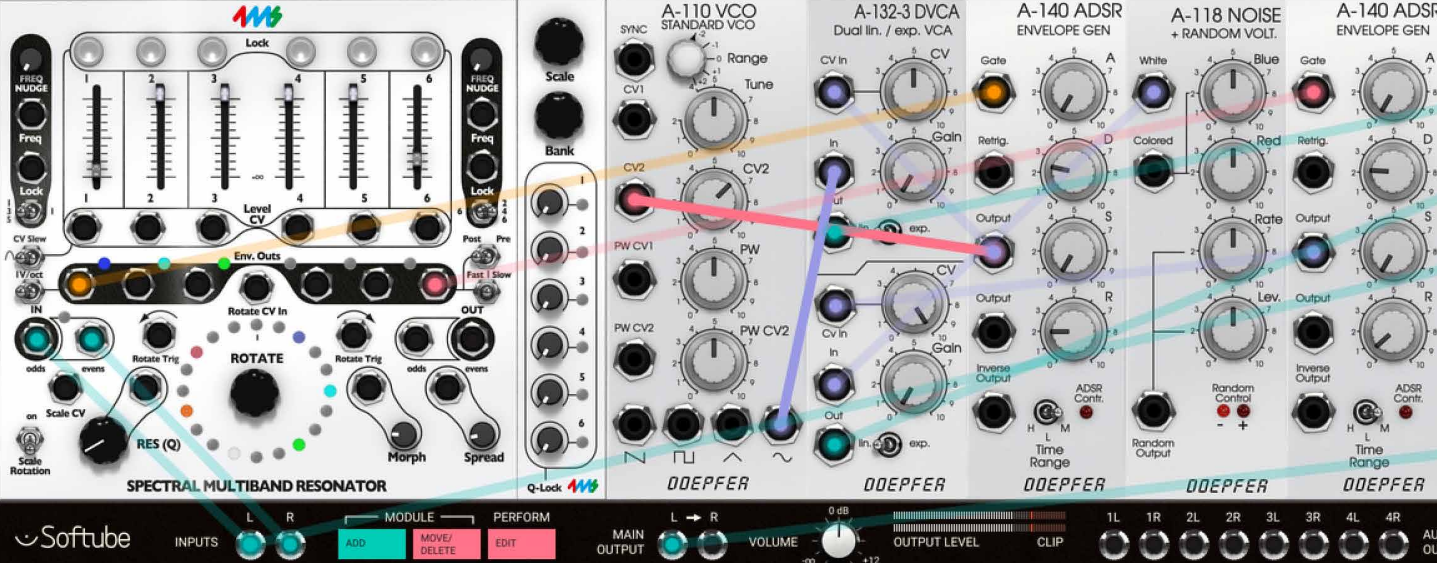 4ms
Lock
FREQ
NUDGE
1
2
3
4
5
6
FREQ
NUDGE
Freq
Freq
Lock
Lock
-∞
1
2
3
Level
CV
4
5
6
1
3
5
1
6
2
4
6
CV Slew
1V/oct
Post
Pre
Fast
Slow
Env. Outs
Rotate CV In
IN
OUT
odds
evens
Rotate Trig
Rotate Trig
odds
evens
1
ROTATE
Scale CV
on
Scale
Rotation
RES (Q)
Morph
Spread
SPECTRAL MULTIBAND RESONATOR
Scale
Bank
1
2
3
4
5
6
Q-Lock 4ms
A-110 VCO
STANDARD VCO
SYNC
Range
-2
-1
0
+1
+2
CV1
Tune
CV2
CV2
PW CV1
PW
PW CV2
PW CV2
DOEPFER
A-132-3 DVCA
Dual lin. / exp. VCA
CV In
CV
In
Gain
lin.
exp.
CV
Cv In
In
Gain
Out
lin.
exp.
DOEPFER
A-140 ADSR
ENVELOPE GEN
Gate
A
Retrig.
D
Output
S
Output
R
Inverse
Output
ADSR
Contr.
H
M
L
Time
Range
DOEPFER
A-118 NOISE
+ RANDOM VOLT.
White
Blue
Colored
Red
Rate
Lev.
Random
Control
- +
Random
Output
DOEPFER
A-140 ADSR
ENVELOPE GEN
Gate
A
Retrig.
D
Output
S
Output
R
Inverse
Output
ADSR
Contr.
H
M
L
Time
Range
DOEPFER
Softube
INPUTS
L
R
MODULE
ADD
MOVE/
DELETE
PERFORM
EDIT
MAIN
OUTPUT
L → R
VOLUME
0 dB
-∞
+12
OUTPUT LEVEL
CLIP
1L
1R
2L
2R
3L
3R
4L
4R